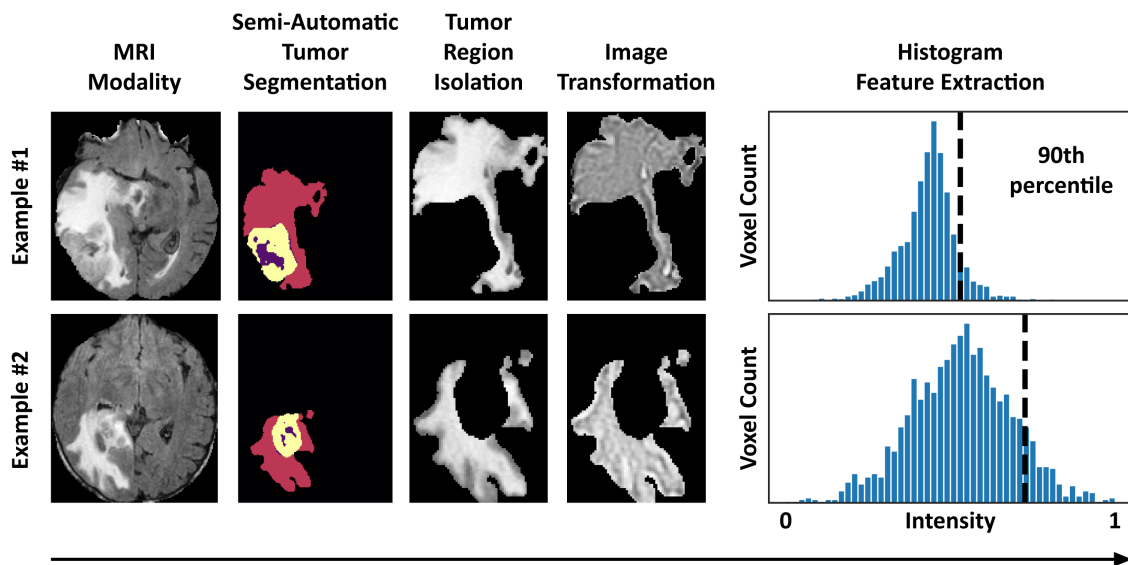 MRI
Modality
Semi-Automatic
Tumor
Segmentation
Tumor
Region
Isolation
Image
Transformation
Histogram
Feature Extraction
Example #1
Voxel Count
90th
percentile
Example #2
Voxel Count
0
Intensity
1